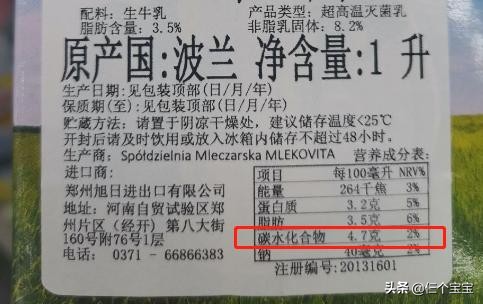 配料：生牛乳 产品类型：超高温灭菌乳
脂肪含量：3.5% 非脂乳固体：8.2%
原产国:波兰 净含量:1 升
生产日期：见包装顶部(日/月/年)
保质期(至)：见包装顶部(日/月/年)
贮藏方法：请置于阴凉干燥处，建议储存温度<25℃
开封后请及时饮用或放入冰箱内储存不超过48小时。
生产商：Spółdzielnia Mleczarska MLEKOVITA 营养成分表:
进口商：
郑州旭日进出口有限公司
地址：河南自贸试验区郑
州片区（经开）第八大街
160号附76号1层
电话：0371 -66866383
项目 每100毫升 NRV%
能量 264千焦 3%
蛋白质 3.2克 5%
脂肪 3.5克 6%
碳水化合物 4.7克 2%
钠 40毫克 2%
注册编号:20131601
头条 @仨个宝宝